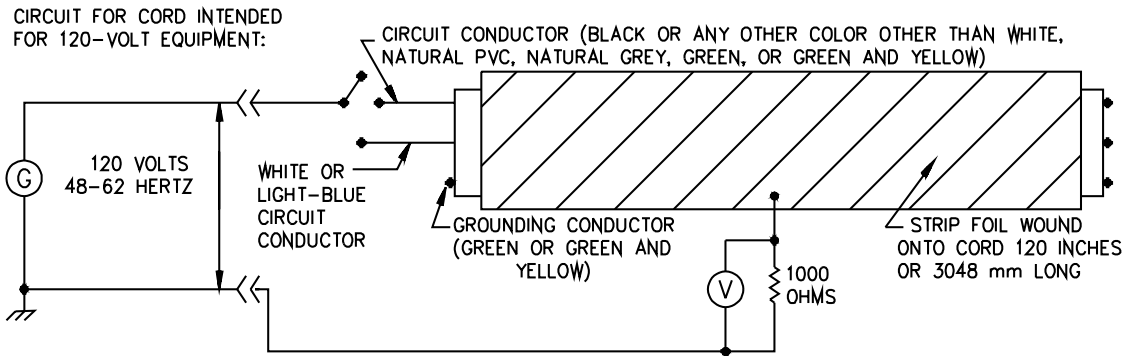 CIRCUIT FOR CORD INTENDED
FOR 120-VOLT EQUIPMENT:
CIRCUIT CONDUCTOR (BLACK OR ANY OTHER COLOR OTHER THAN WHITE,
NATURAL PVC, NATURAL GREY, GREEN, OR GREEN AND YELLOW)
G
120 VOLTS
48-62 HERTZ
WHITE OR
LIGHT-BLUE
CIRCUIT
CONDUCTOR
GROUNDING CONDUCTOR
(GREEN OR GREEN AND
YELLOW)
STRIP FOIL WOUND
ONTO CORD 120 INCHES
OR 3048 mm LONG
V
1000
OHMS